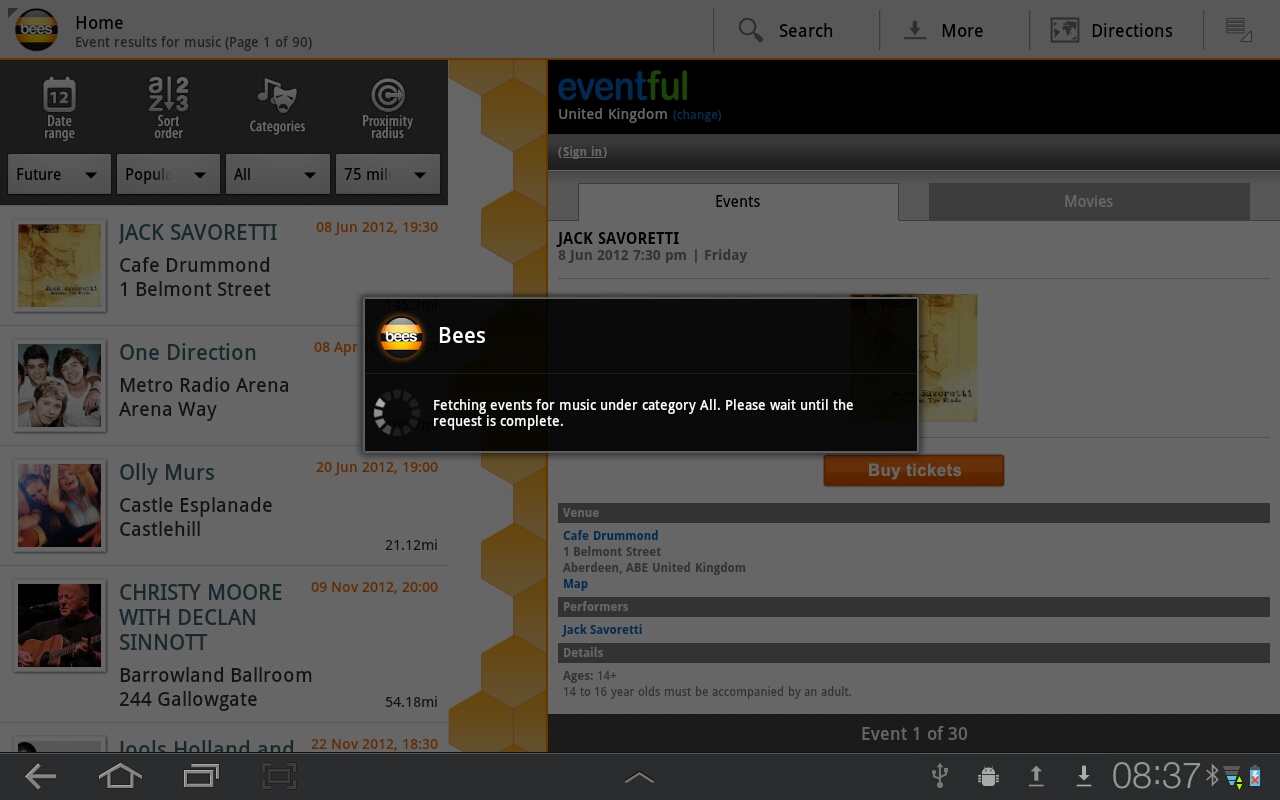 bees
Home
Event results for music (Page 1 of 90)
Search
More
Directions
12
Date
range
a 2
z 3
Sort
order
Categories
Proximity
radius
Future
Popula
All
75 mil
JACK SAVORETTI
08 Jun 2012, 19:30
Cafe Drummond
1 Belmont Street
One Direction
08 Apr
Metro Radio Arena
Arena Way
Olly Murs
20 Jun 2012, 19:00
Castle Esplanade
Castlehill
21.12mi
CHRISTY MOORE
WITH DECLAN
SINNOTT
09 Nov 2012, 20:00
Barrowland Ballroom
244 Gallowgate
54.18mi
Jools Holland and
22 Nov 2012, 18:30
eventful
United Kingdom (change)
(Sign in)
Events
Movies
JACK SAVORETTI
8 Jun 2012 7:30 pm | Friday
bees
Bees
Fetching events for music under category All. Please wait until the
request is complete.
Buy tickets
Venue
Cafe Drummond
1 Belmont Street
Aberdeen, ABE United Kingdom
Map
Performers
Jack Savoretti
Details
Ages: 14+
14 to 16 year olds must be accompanied by an adult.
Event 1 of 30
08:37